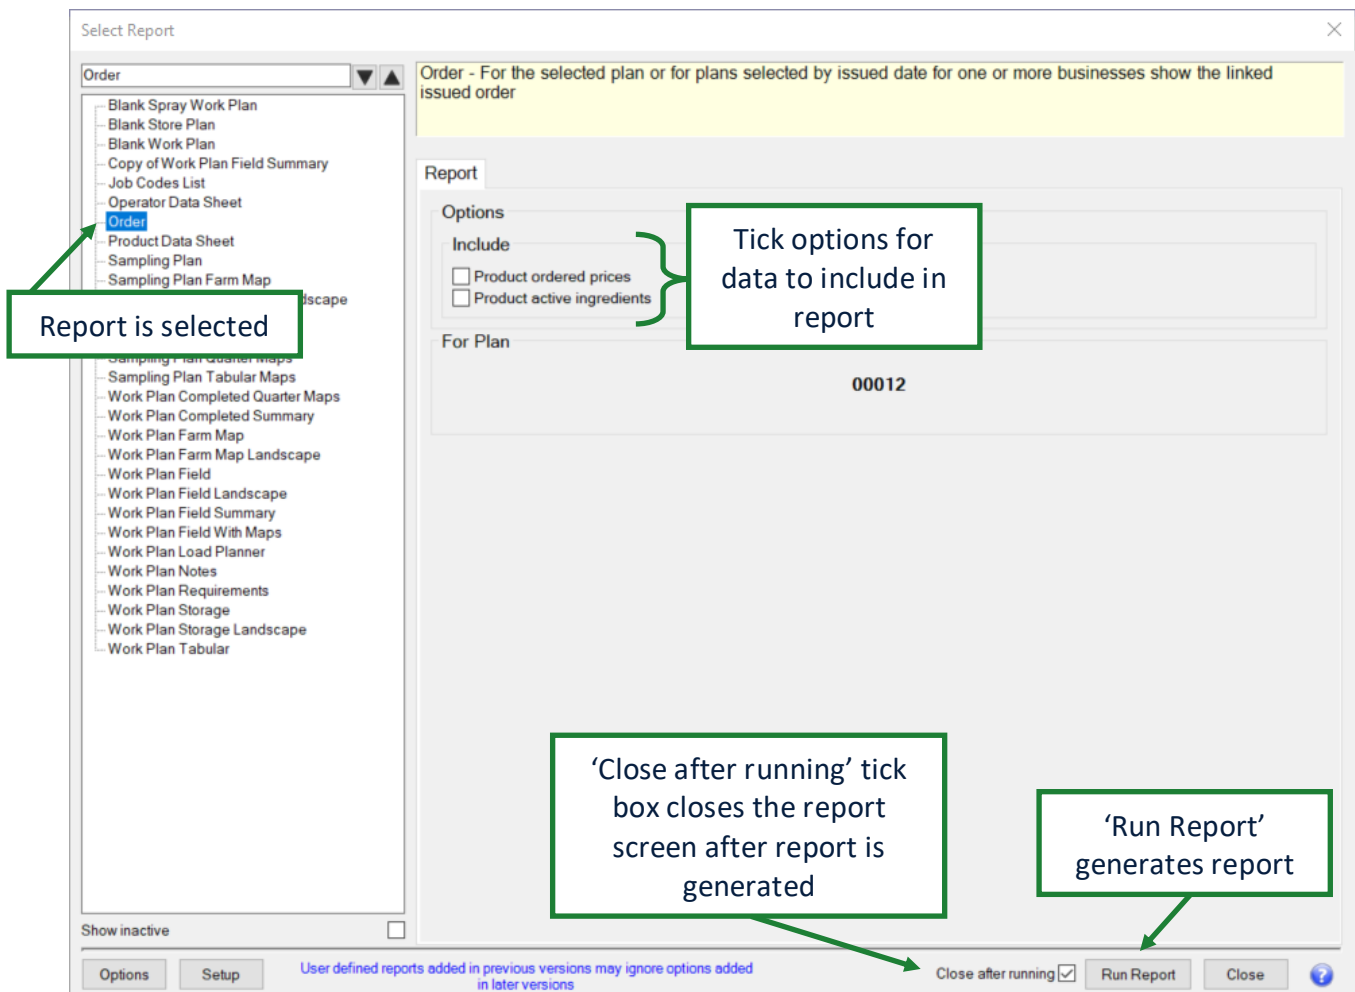 Select Report
Order
Order - For the selected plan or for plans selected by issued date for one or more businesses show the linked
issued order
Blank Spray Work Plan
Blank Store Plan
Blank Work Plan
Copy of Work Plan Field Summary
Job Codes List
Operator Data Sheet
Order
Product Data Sheet
Sampling Plan
Sampling Plan Farm Map
dscape
Sampling Plan Quarter Maps
Sampling Plan Tabular Maps
Work Plan Completed Quarter Maps
Work Plan Completed Summary
Work Plan Farm Map
Work Plan Farm Map Landscape
Work Plan Field
Work Plan Field Landscape
Work Plan Field Summary
Work Plan Field With Maps
Work Plan Load Planner
Work Plan Notes
Work Plan Requirements
Work Plan Storage
Work Plan Storage Landscape
Work Plan Tabular
Report is selected
Report
Options
Include
Product ordered prices
Product active ingredients
Tick options for
data to include in
report
For Plan
00012
‘Close after running’ tick
box closes the report
screen after report is
generated
‘Run Report’
generates report
Show inactive
Options
Setup
User defined reports added in previous versions may ignore options added
in later versions
Close after running
Run Report
Close
?